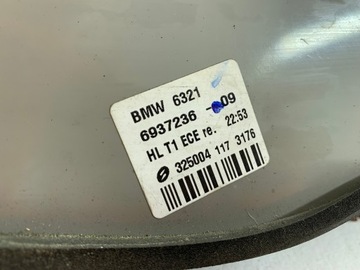 BMW 6321
6937236 - 09
HL T1 ECE re. 22:53
325004 117 3176